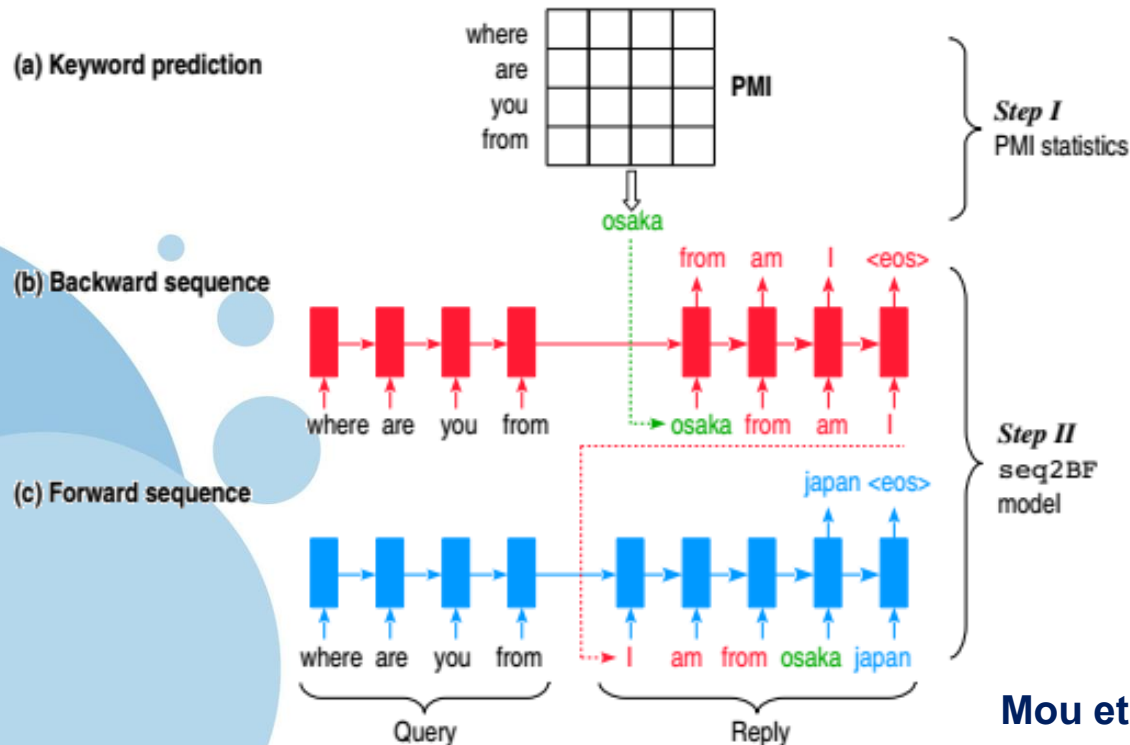 (a) Keyword prediction
where
are
you
from
PMI
Step I
PMI statistics
osaka
(b) Backward sequence
from am I <eos>
where are you from osaka from am I
Step II
seq2BF
model
(c) Forward sequence
japan <eos>
where are you from I am from osaka japan
Query Reply
Mou et